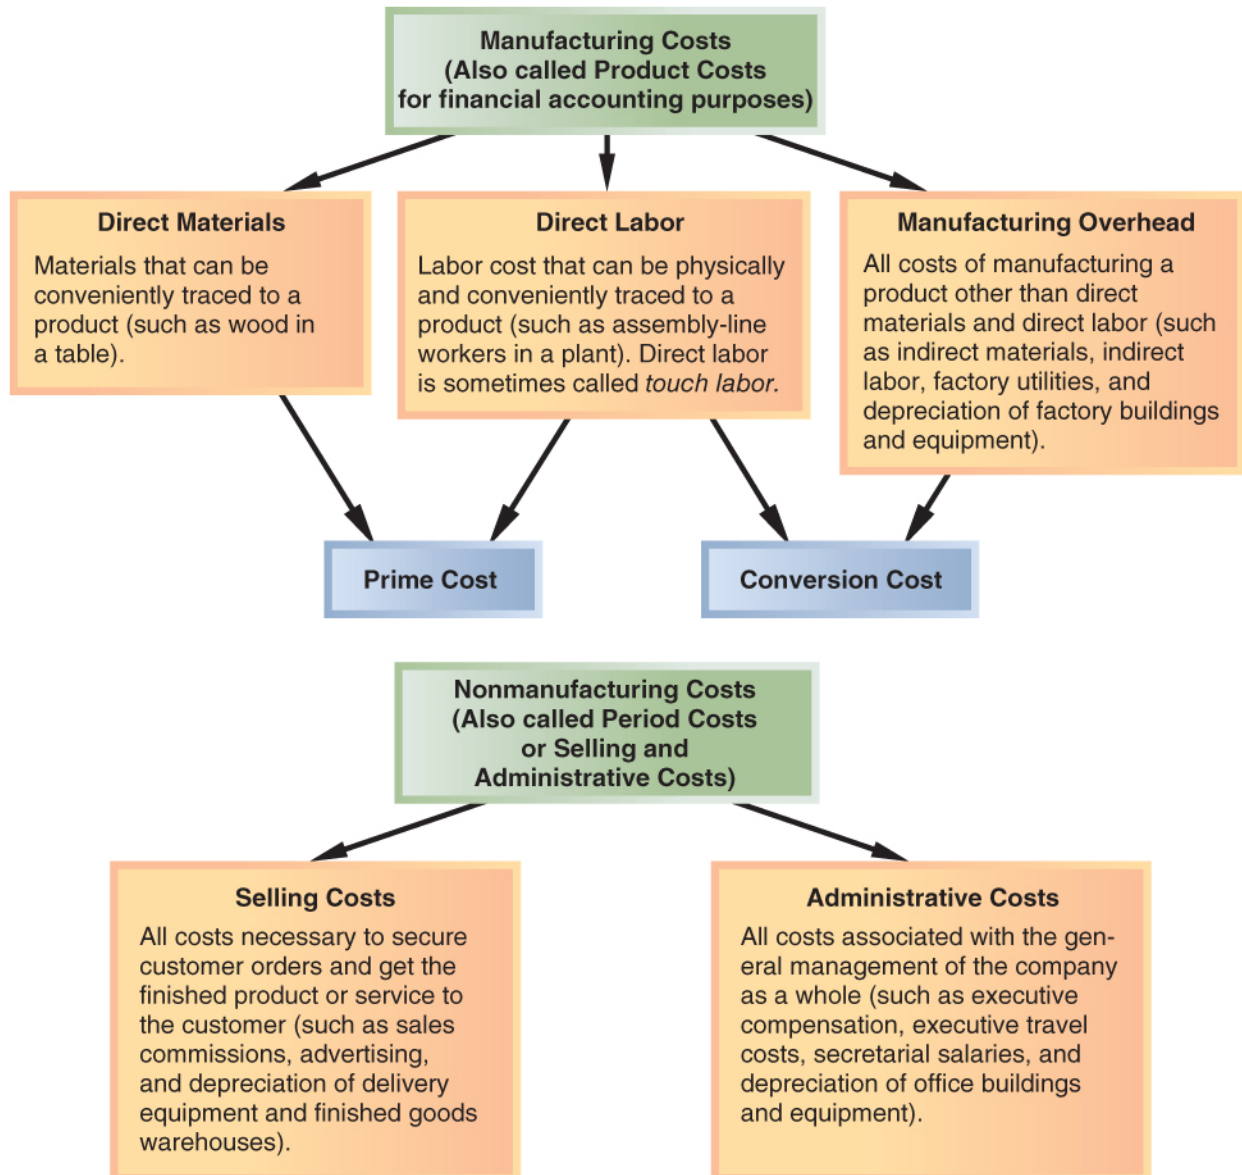 Manufacturing Costs
(Also called Product Costs
for financial accounting purposes)
Direct Materials
Materials that can be
conveniently traced to a
product (such as wood in
a table).
Direct Labor
Labor cost that can be physically
and conveniently traced to a
product (such as assembly-line
workers in a plant). Direct labor
is sometimes called touch labor.
Manufacturing Overhead
All costs of manufacturing a
product other than direct
materials and direct labor (such
as indirect materials, indirect
labor, factory utilities, and
depreciation of factory buildings
and equipment).
Prime Cost
Conversion Cost
Nonmanufacturing Costs
(Also called Period Costs
or Selling and
Administrative Costs)
Selling Costs
All costs necessary to secure
customer orders and get the
finished product or service to
the customer (such as sales
commissions, advertising,
and depreciation of delivery
equipment and finished goods
warehouses).
Administrative Costs
All costs associated with the gen-
eral management of the company
as a whole (such as executive
compensation, executive travel
costs, secretarial salaries, and
depreciation of office buildings
and equipment).